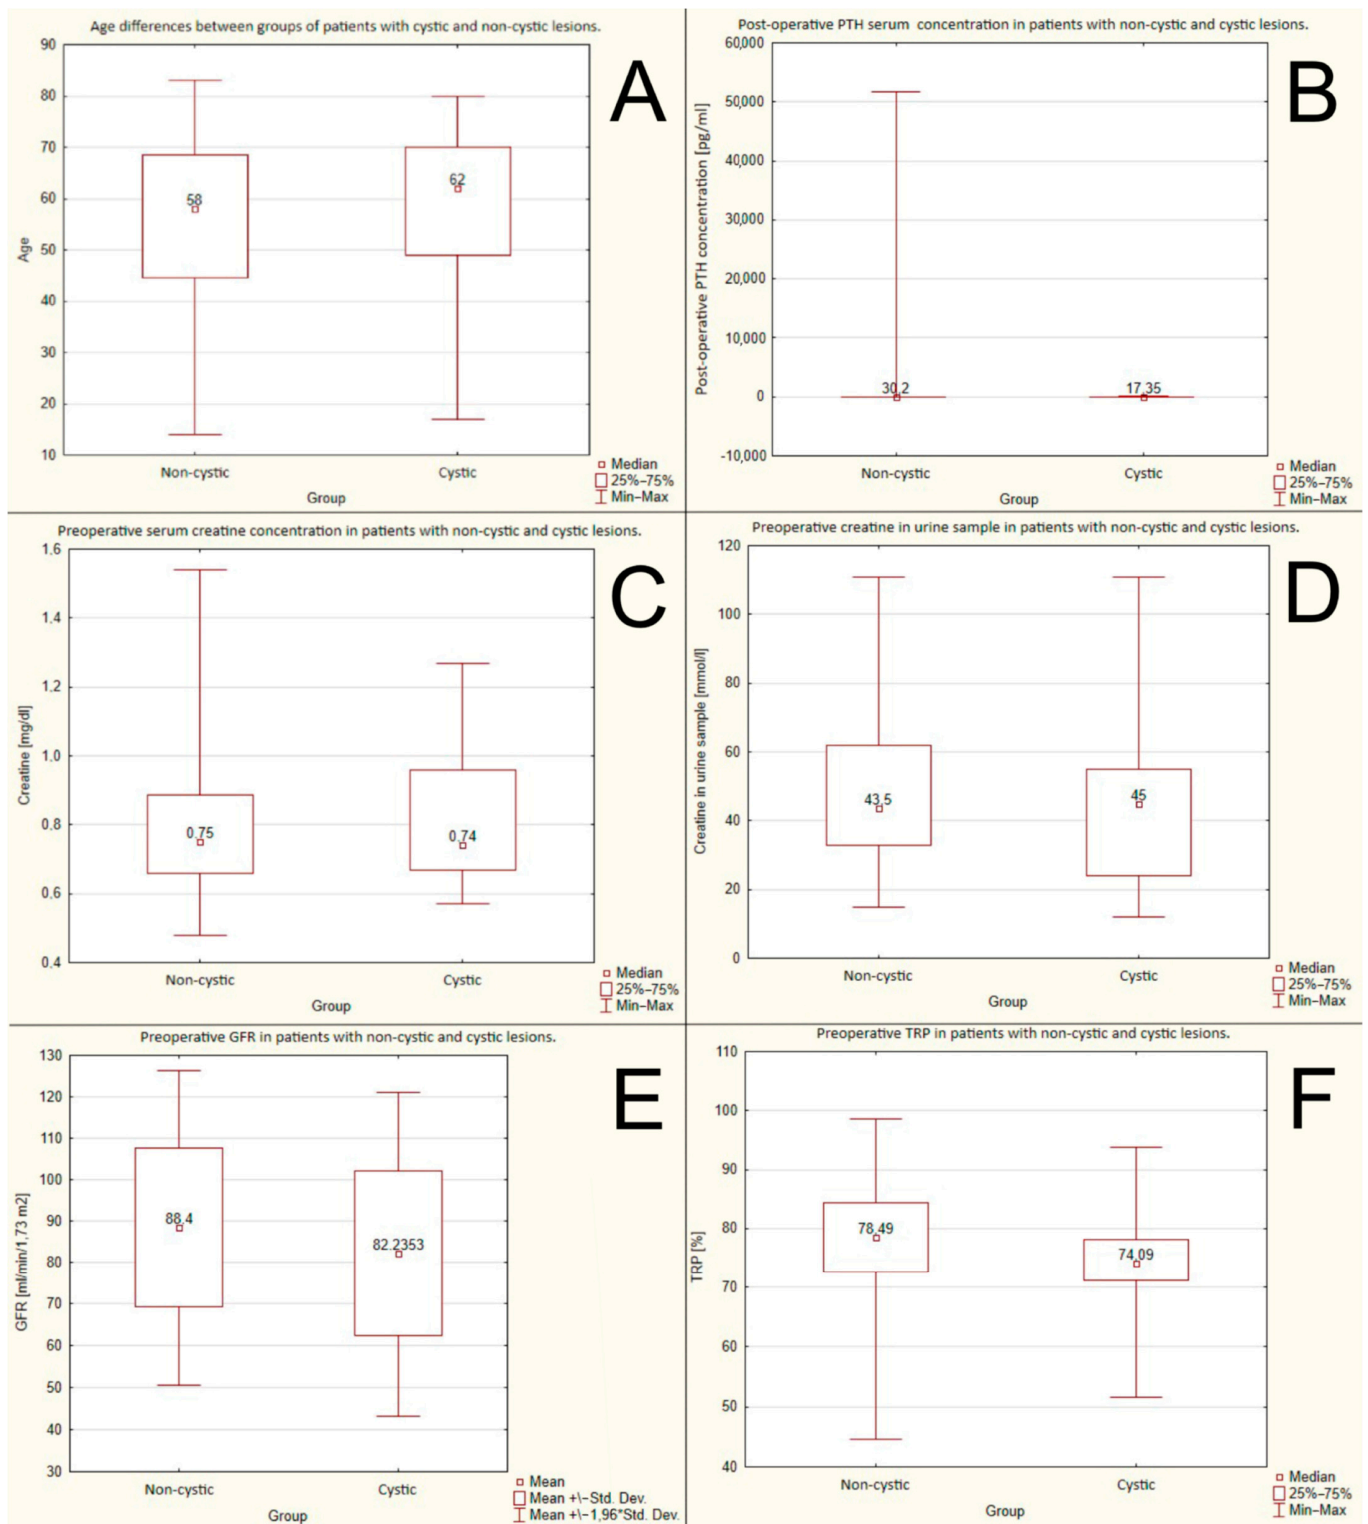 Age differences between groups of patients with cystic and non-cystic lesions.
90
80
70
60
50
40
30
20
10
Age
58
62
Non-cystic
Cystic
Group
Median
25%–75%
Min–Max
A
Post-operative PTH serum concentration in patients with non-cystic and cystic lesions.
60,000
50,000
40,000
30,000
20,000
10,000
0
-10,000
Post-operative PTH concentration [pg/ml]
30,2
17,35
Non-cystic
Cystic
Group
Median
25%–75%
Min–Max
B
Preoperative serum creatine concentration in patients with non-cystic and cystic lesions.
1.6
1.4
1.2
1.0
0.8
0.6
0.4
Creatine [mg/dl]
0,75
0,74
Non-cystic
Cystic
Group
Median
25%–75%
Min–Max
C
Preoperative creatine in urine sample in patients with non-cystic and cystic lesions.
120
100
80
60
40
20
0
Creatine in urine sample [mmol/l]
43,5
45
Non-cystic
Cystic
Group
Median
25%–75%
Min–Max
D
Preoperative GFR in patients with non-cystic and cystic lesions.
130
120
110
100
90
80
70
60
50
40
30
GFR [ml/min/1,73 m2]
88,4
82.2353
Non-cystic
Cystic
Group
Mean
Mean +\–Std. Dev.
Mean +\–1,96*Std. Dev.
E
Preoperative TRP in patients with non-cystic and cystic lesions.
110
100
90
80
70
60
50
40
TRP [%]
78,49
74,09
Non-cystic
Cystic
Group
Median
25%–75%
Min–Max
F